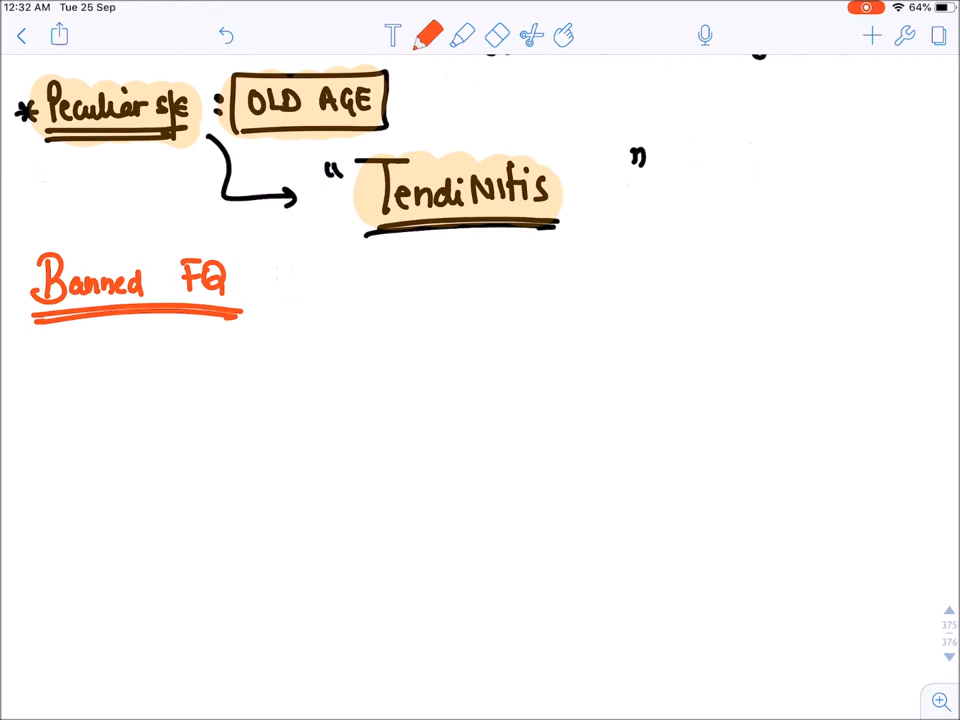 12:32 AM Tue 25 Sep 64%
T
* Peculiar s/e : OLD AGE
" TendiNitis "
Banned FQ
375
376